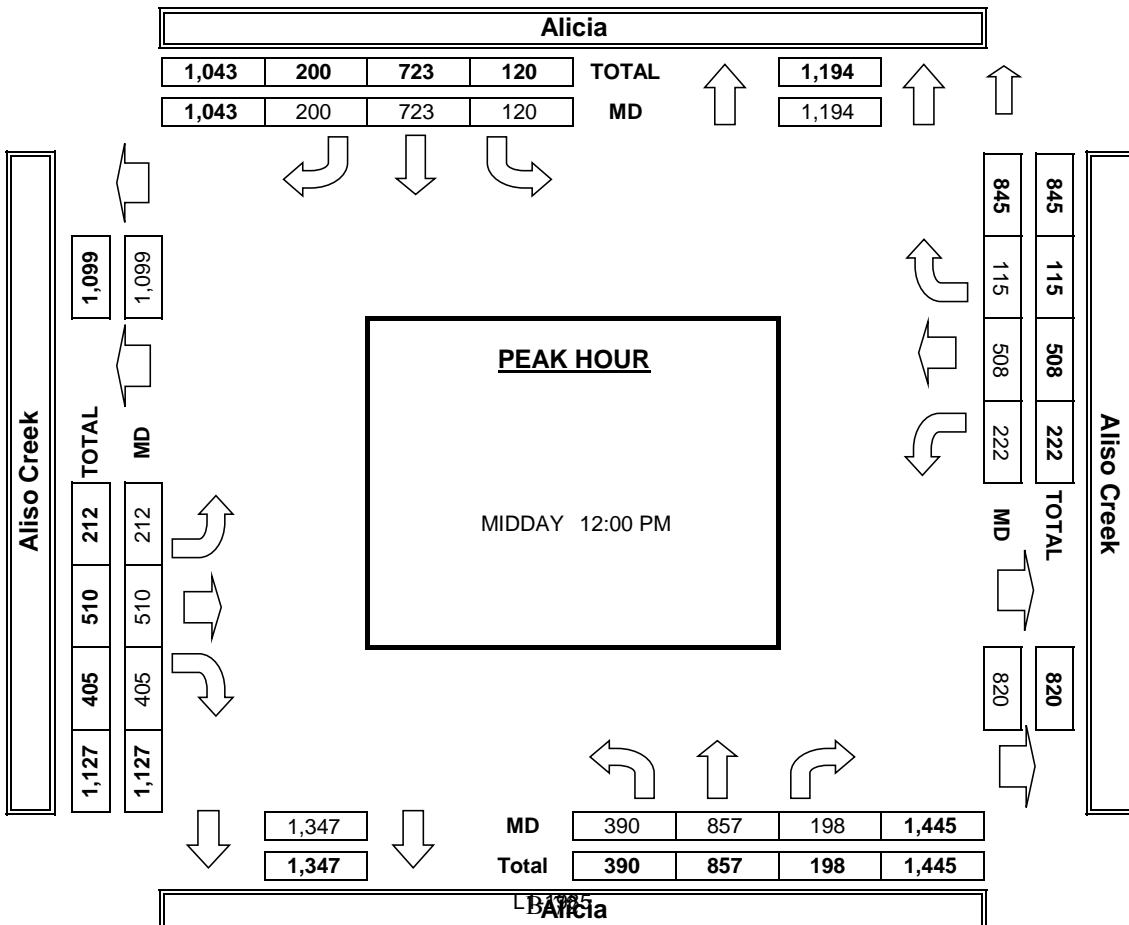 Alicia
1,043 200 723 120 TOTAL 1,194
1,043 200 723 120 MD 1,194
Aliso Creek
1,099 1,099
TOTAL MD
212 212
510 510
405 405
1,127 1,127
PEAK HOUR
MIDDAY 12:00 PM
845 845
115 115
508 508
222 222
MD TOTAL
820 820
Aliso Creek
1,347 MD 390 857 198 1,445
1,347 Total 390 857 198 1,445
Alicia